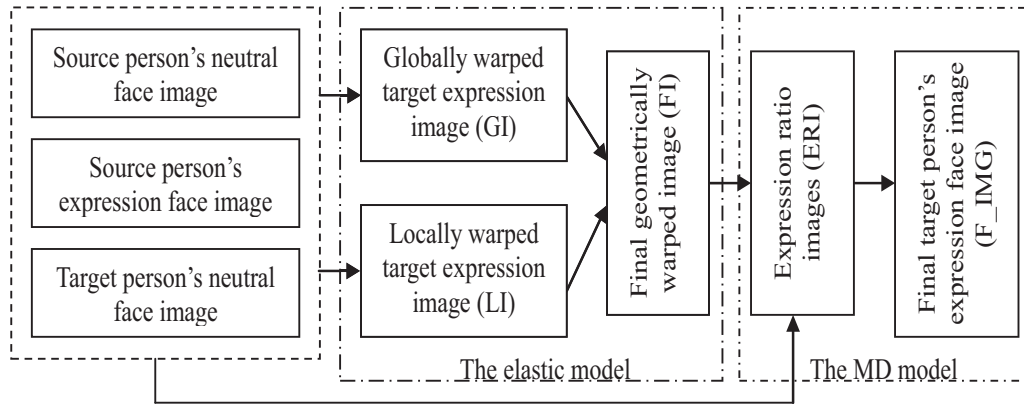 Source person's neutral
face image
Source person's
expression face image
Target person's neutral
face image
Globally warped
target expression
image (GI)
Locally warped
target expression
image (LI)
Final geometrically
warped image (FI)
The elastic model
Expression ratio
images (ERI)
Final target person's
expression face image
(F_IMG)
The MD model